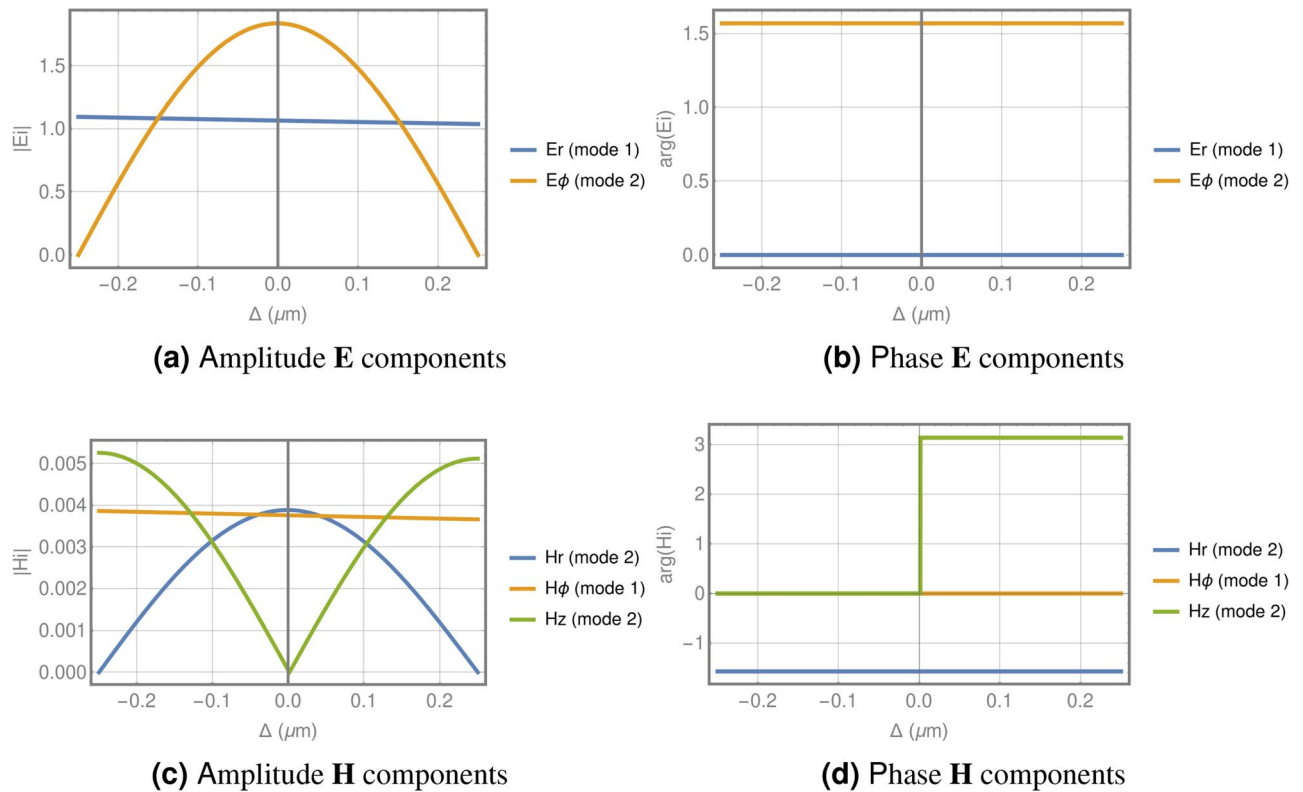 |Ei|
1.5
1.0
0.5
0.0
−0.2 −0.1 0.0 0.1 0.2
Δ (μm)
Er (mode 1)
Eϕ (mode 2)
(a) Amplitude E components
arg(Ei)
1.5
1.0
0.5
0.0
−0.2 −0.1 0.0 0.1 0.2
Δ (μm)
Er (mode 1)
Eϕ (mode 2)
(b) Phase E components
|Hi|
0.005
0.004
0.003
0.002
0.001
0.000
−0.2 −0.1 0.0 0.1 0.2
Δ (μm)
Hr (mode 2)
Hϕ (mode 1)
Hz (mode 2)
(c) Amplitude H components
arg(Hi)
3
2
1
0
−1
−0.2 −0.1 0.0 0.1 0.2
Δ (μm)
Hr (mode 2)
Hϕ (mode 1)
Hz (mode 2)
(d) Phase H components